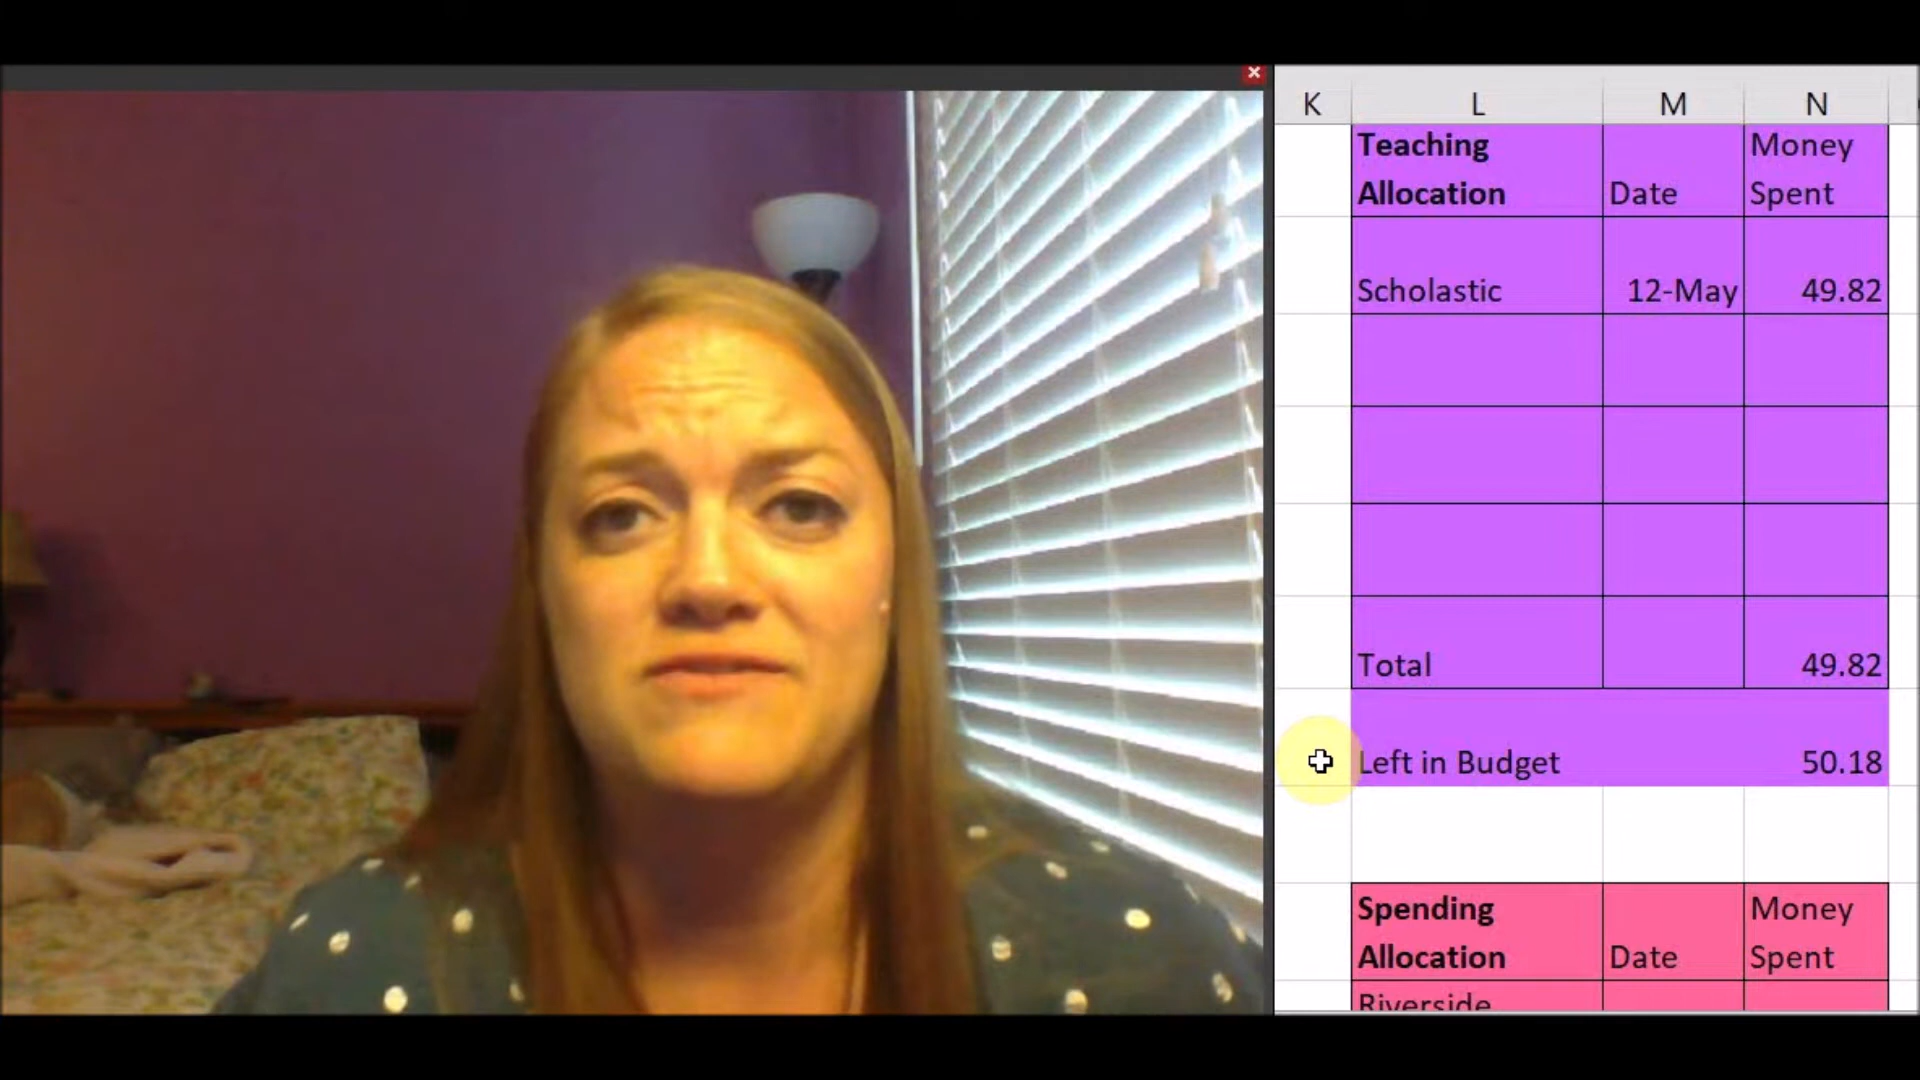 K L M N
Teaching Money
Allocation Date Spent
Scholastic 12-May 49.82
Total 49.82
Left in Budget 50.18
Spending Money
Allocation Date Spent
Riverside